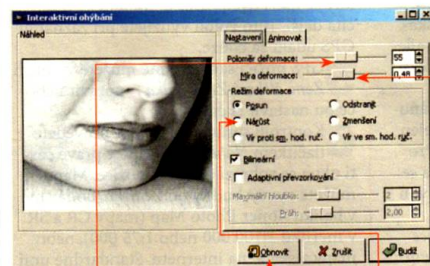 Interaktivní ohýbání
Náhled
Nastavení Animovat
Poloměr deformace: 55
Míra deformace: 0,48
Režim deformace
Posun Odstranit
Nárůst Zmenšení
Vír proti sm. hod. ruč. Vír ve sm. hod. ruč.
Bilineární
Adaptivní převzorkování
Maximální hloubka: 2
Práh: 2,00
Obnovit Zrušit Budiž